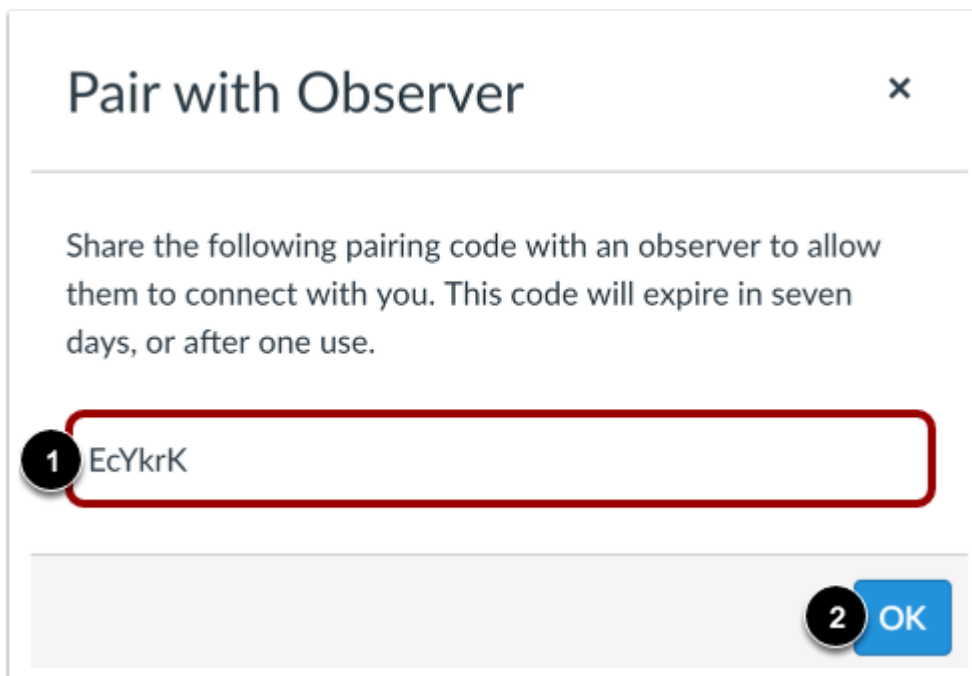 Pair with Observer ×
Share the following pairing code with an observer to allow
them to connect with you. This code will expire in seven
days, or after one use.
1 EcYkrK
2 OK